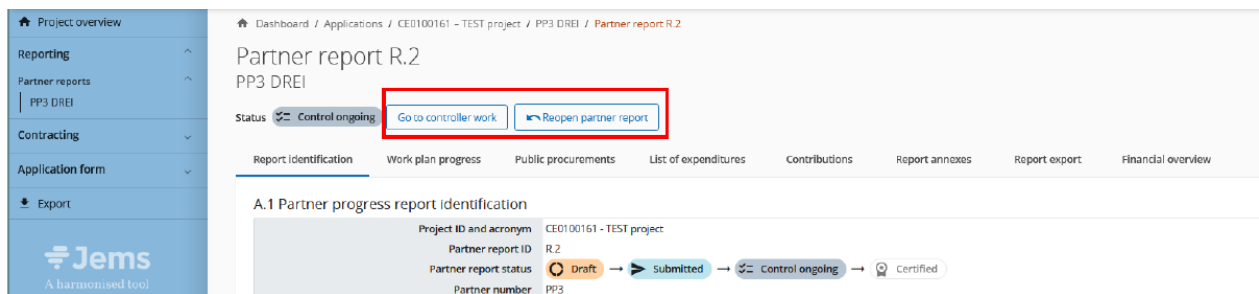 Project overview
Reporting
Partner reports
PP3 DREI
Contracting
Application form
Export
Jems
A harmonised tool
Dashboard / Applications / CE0100161 – TEST project / PP3 DREI / Partner report R.2
Partner report R.2
PP3 DREI
Status Control ongoing Go to controller work Reopen partner report
Report identification Work plan progress Public procurements List of expenditures Contributions Report annexes Report export Financial overview
A.1 Partner progress report identification
Project ID and acronym CE0100161 - TEST project
Partner report ID R.2
Partner report status Draft → Submitted → Control ongoing → Certified
Partner number PP3